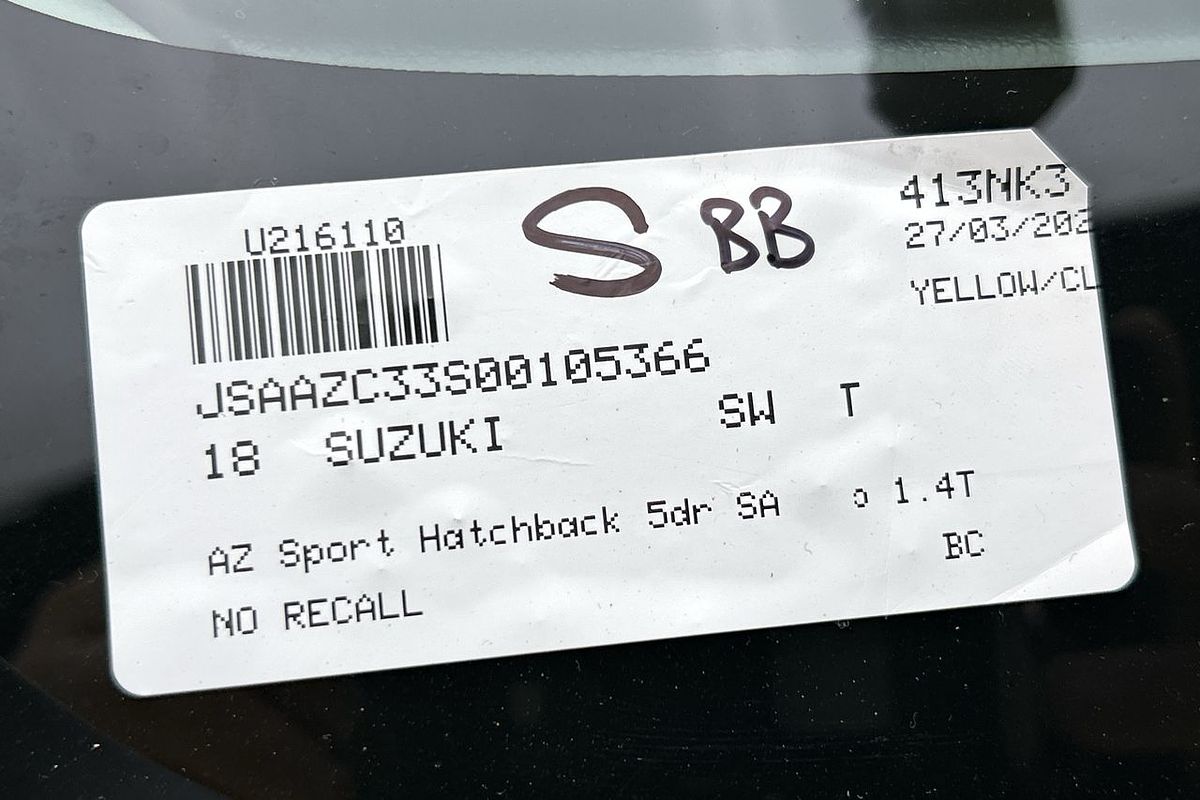 U216110
S BB
413NK3
27/03/202
YELLOW/CL
JSAAZC33S00105366
18 SUZUKI SW T
AZ Sport Hatchback 5dr SA o 1.4T
BC
NO RECALL